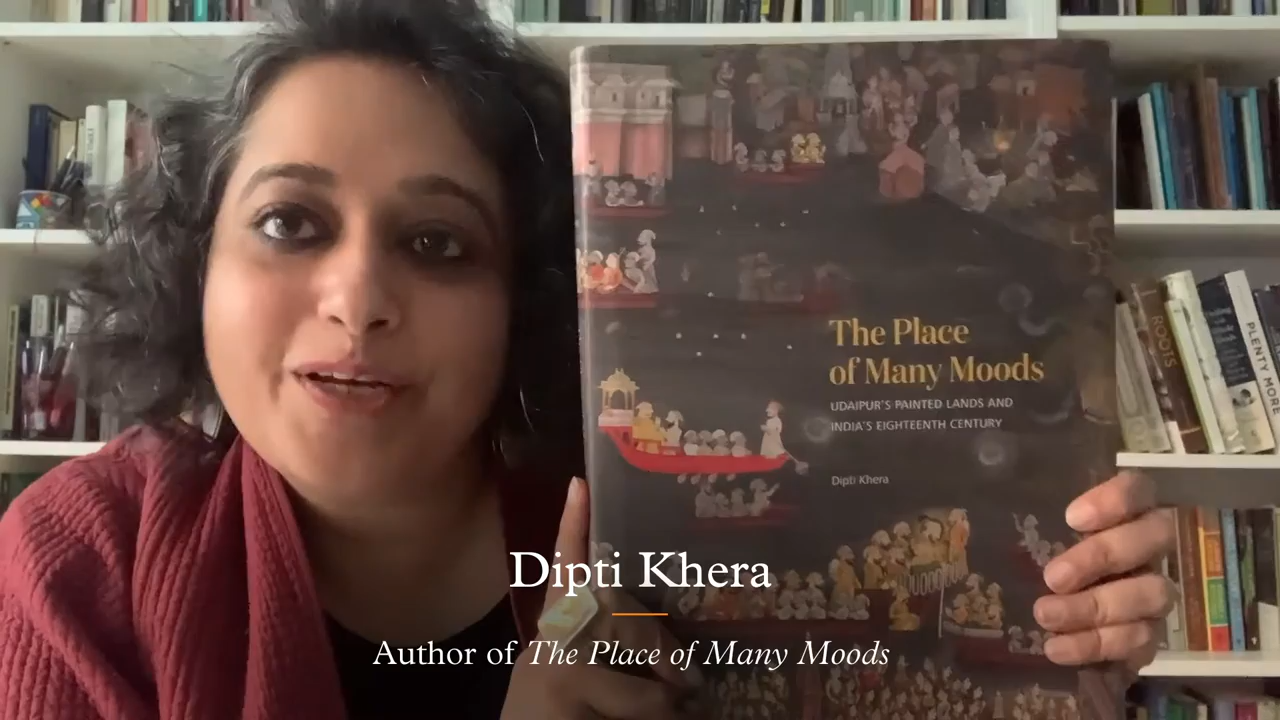 The Place
of Many Moods
UDAIPUR'S PAINTED LANDS AND
INDIA'S EIGHTEENTH CENTURY
Dipti Khera
ROOTS
PLENTY MORE
Dipti Khera
Author of The Place of Many Moods